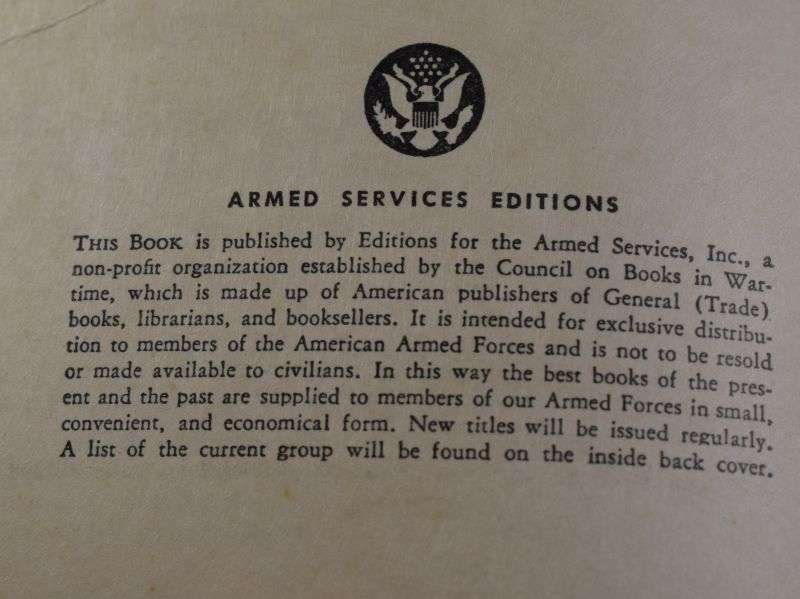 ARMED SERVICES EDITIONS
THIS BOOK is published by Editions for the Armed Services, Inc., a
non-profit organization established by the Council on Books in War-
time, which is made up of American publishers of General (Trade)
books, librarians, and booksellers. It is intended for exclusive distribu-
tion to members of the American Armed Forces and is not to be resold
or made available to civilians. In this way the best books of the pres-
ent and the past are supplied to members of our Armed Forces in small,
convenient, and economical form. New titles will be issued regularly.
A list of the current group will be found on the inside back cover.